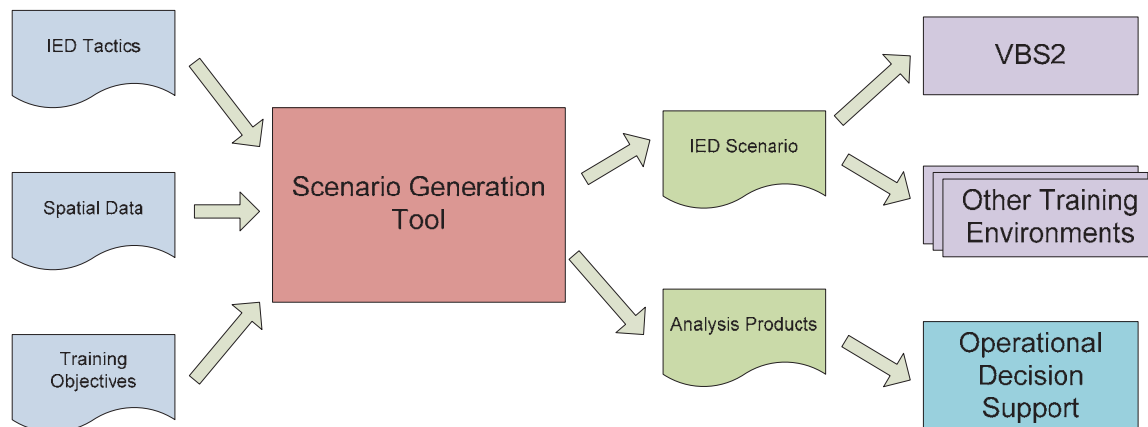 IED Tactics
Spatial Data
Training
Objectives
Scenario Generation
Tool
IED Scenario
Analysis Products
VBS2
Other Training
Environments
Operational
Decision
Support